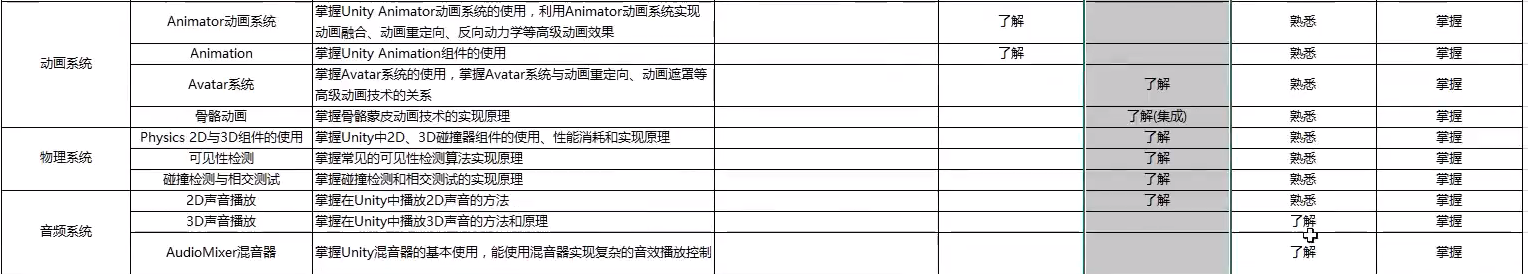 Animator动画系统
掌握Unity Animator动画系统的使用，利用Animator动画系统实现
动画融合、动画重定向、反向动力学等高级动画效果
了解
熟悉
掌握
动画系统
Animation
掌握Unity Animation组件的使用
了解
熟悉
掌握
Avatar系统
掌握Avatar系统的使用，掌握Avatar系统与动画重定向、动画遮罩等
高级动画技术的关系
了解
熟悉
掌握
骨骼动画
掌握骨骼蒙皮动画技术的实现原理
了解(集成)
熟悉
掌握
物理系统
Physics 2D与3D组件的使用
掌握Unity中2D、3D碰撞器组件的使用、性能消耗和实现原理
了解
熟悉
掌握
可见性检测
掌握常见的可见性检测算法实现原理
了解
熟悉
掌握
碰撞检测与相交测试
掌握碰撞检测和相交测试的实现原理
了解
熟悉
掌握
音频系统
2D声音播放
掌握在Unity中播放2D声音的方法
了解
熟悉
掌握
3D声音播放
掌握在Unity中播放3D声音的方法和原理
了解
掌握
AudioMixer混音器
掌握Unity混音器的基本使用，能使用混音器实现复杂的音效播放控制
了解
掌握